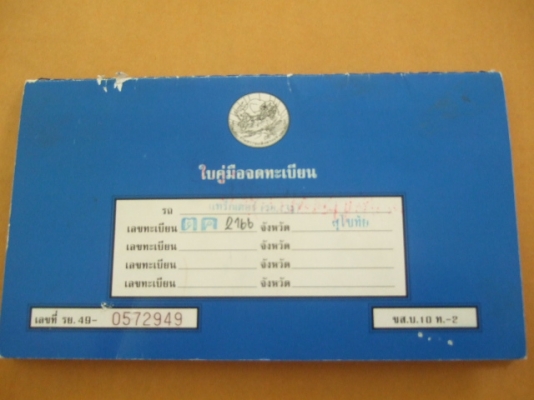 ใบคู่มือจดทะเบียน
รถ
เลขทะเบียน ตค 2166 จังหวัด สุโขทัย
เลขทะเบียน จังหวัด
เลขทะเบียน จังหวัด
เลขทะเบียน จังหวัด
เลขที่ รย. 49- 0572949
ขส.บ.10 ท.-2